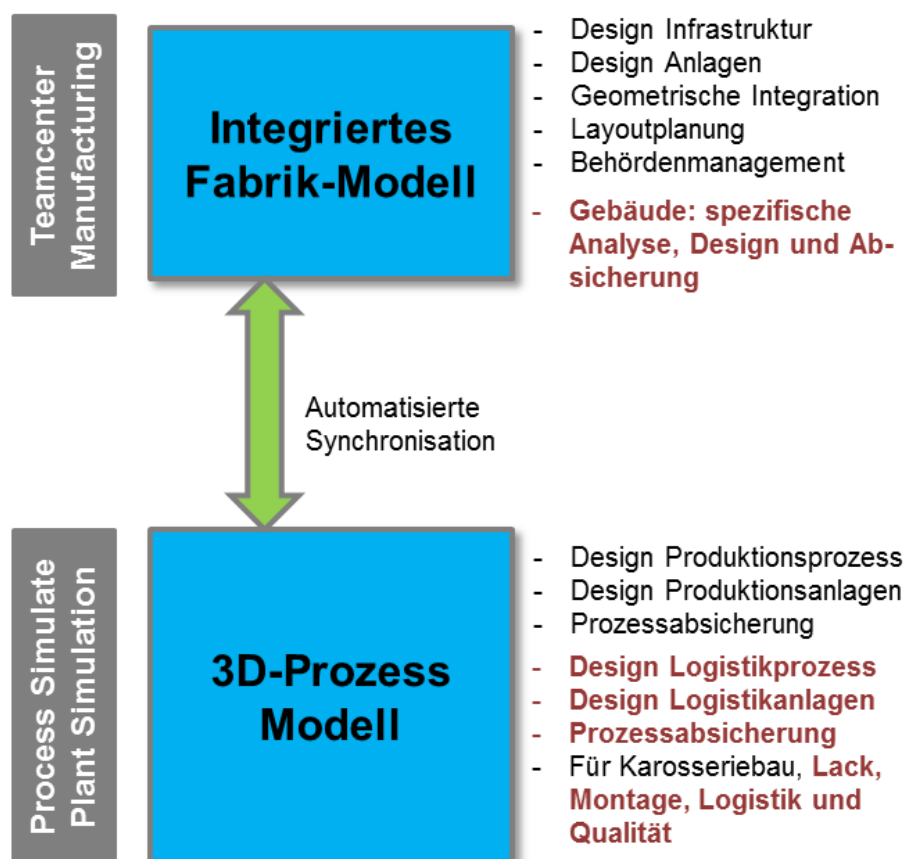 Teamcenter
Manufacturing
Integriertes
Fabrik-Modell
- Design Infrastruktur
- Design Anlagen
- Geometrische Integration
- Layoutplanung
- Behördenmanagement
- Gebäude: spezifische
Analyse, Design und Ab-
sicherung
Automatisierte
Synchronisation
Process Simulate
Plant Simulation
3D-Prozess
Modell
- Design Produktionsprozess
- Design Produktionsanlagen
- Prozessabsicherung
- Design Logistikprozess
- Design Logistikanlagen
- Prozessabsicherung
- Für Karosseriebau, Lack,
Montage, Logistik und
Qualität